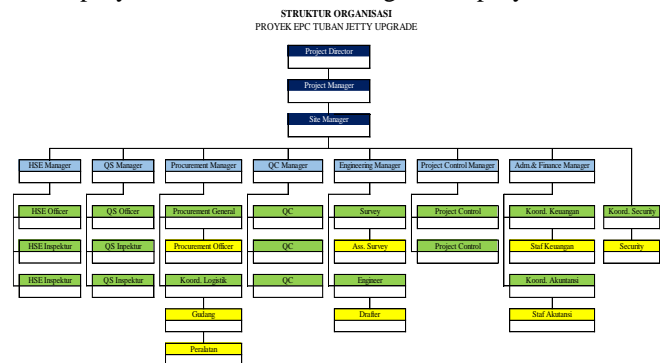 STRUKTUR ORGANISASI
PROYEK EPC TUBAN JETTY UPGRADE
Project Director
Project Manager
Site Manager
HSE Manager
QS Manager
Procurement Manager
QC Manager
Engineering Manager
Project Control Manager
Adm.& Finance Manager
HSE Officer
QS Officer
Procurement General
QC
Survey
Project Control
Koord. Keuangan
Koord. Security
HSE Inspektur
QS Inpektur
Procurement Officer
QC
Ass. Survey
Project Control
Staf Keuangan
Security
HSE Inspektur
QS Inspektur
Koord. Logistik
QC
Engineer
Koord. Akuntansi
Gudang
Drafter
Staf Akutansi
Peralatan